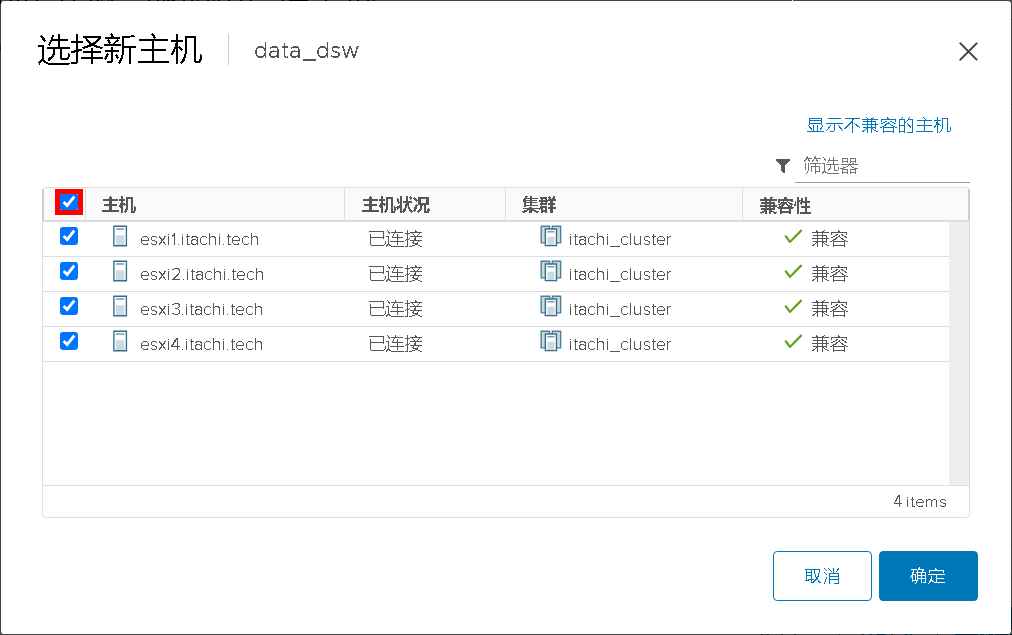 选择新主机 data_dsw
显示不兼容的主机
筛选器
主机 主机状况 集群 兼容性
esxi1.itachi.tech 已连接 itachi_cluster 兼容
esxi2.itachi.tech 已连接 itachi_cluster 兼容
esxi3.itachi.tech 已连接 itachi_cluster 兼容
esxi4.itachi.tech 已连接 itachi_cluster 兼容
4 items
取消 确定